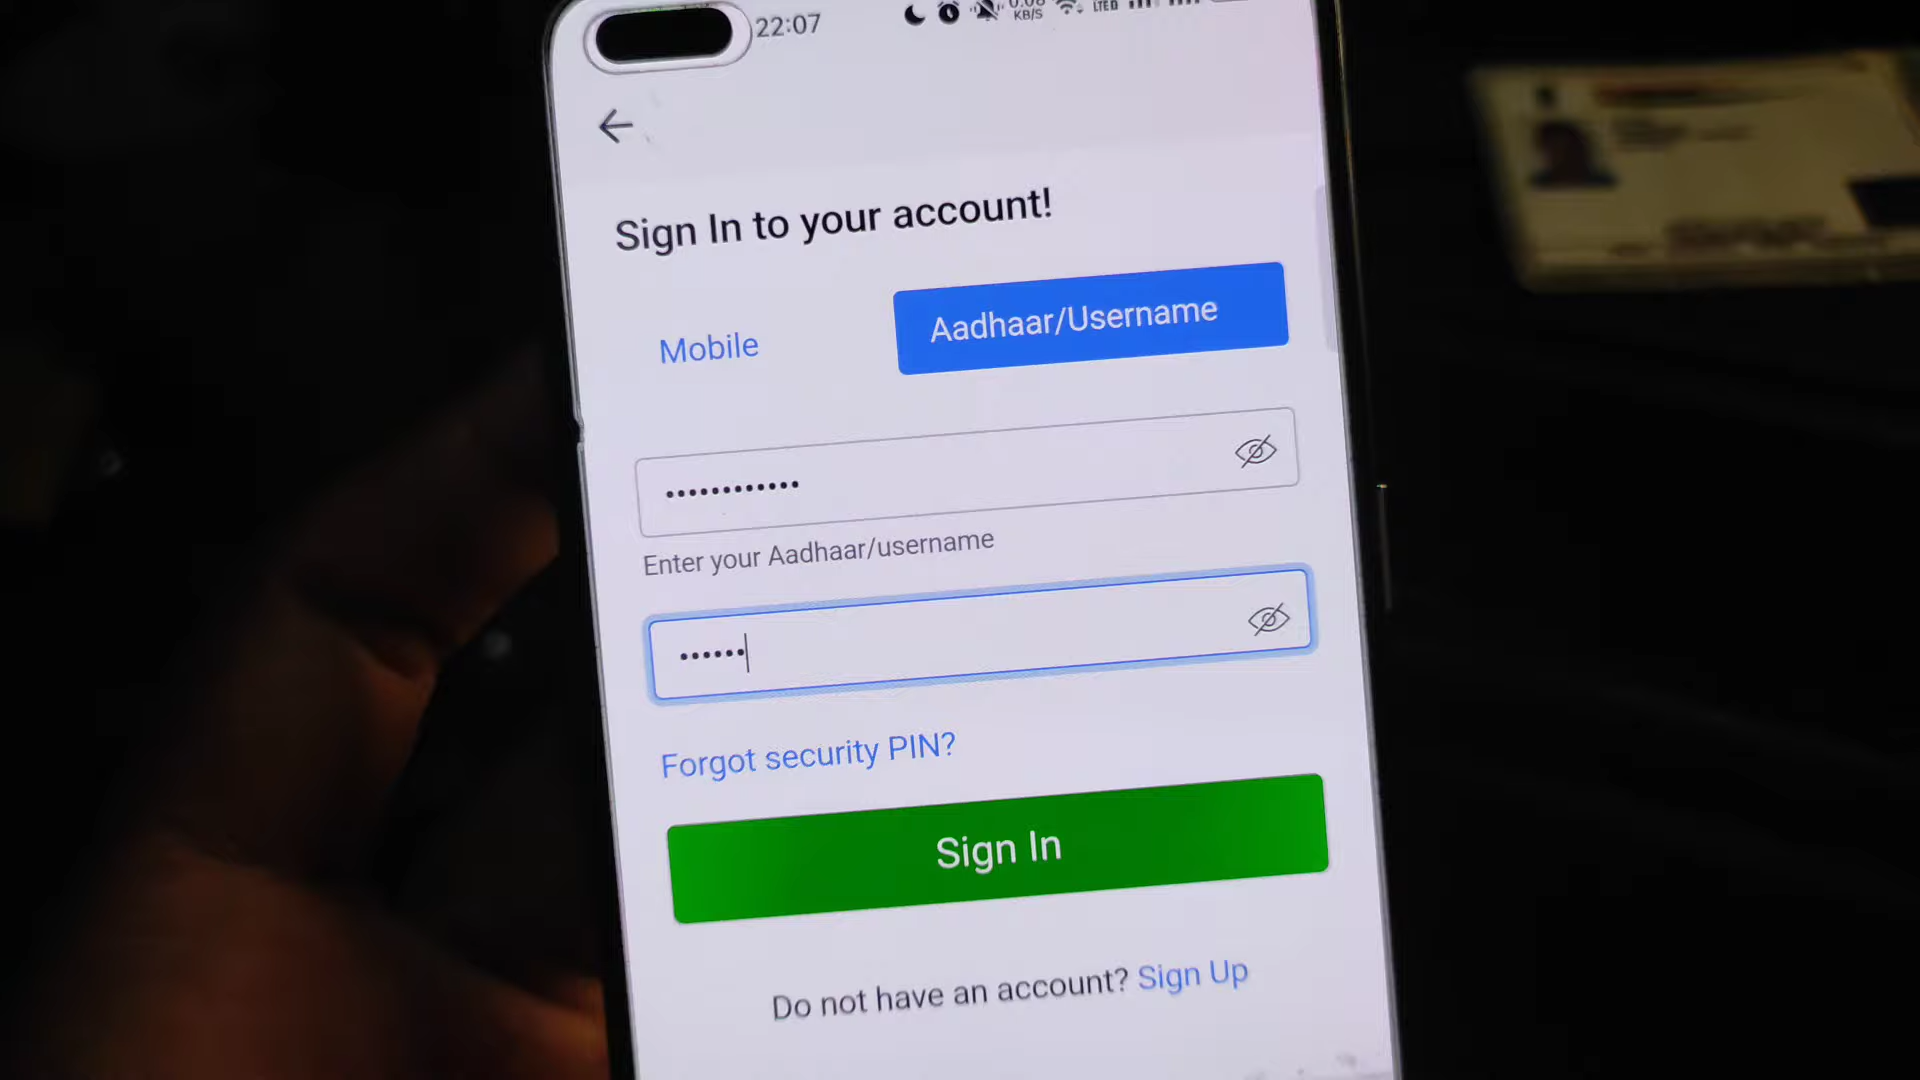 22:07
KB/S
Sign In to your account!
Mobile
Aadhaar/Username
••••••••••••
Enter your Aadhaar/username
••••••
Forgot security PIN?
Sign In
Do not have an account? Sign Up